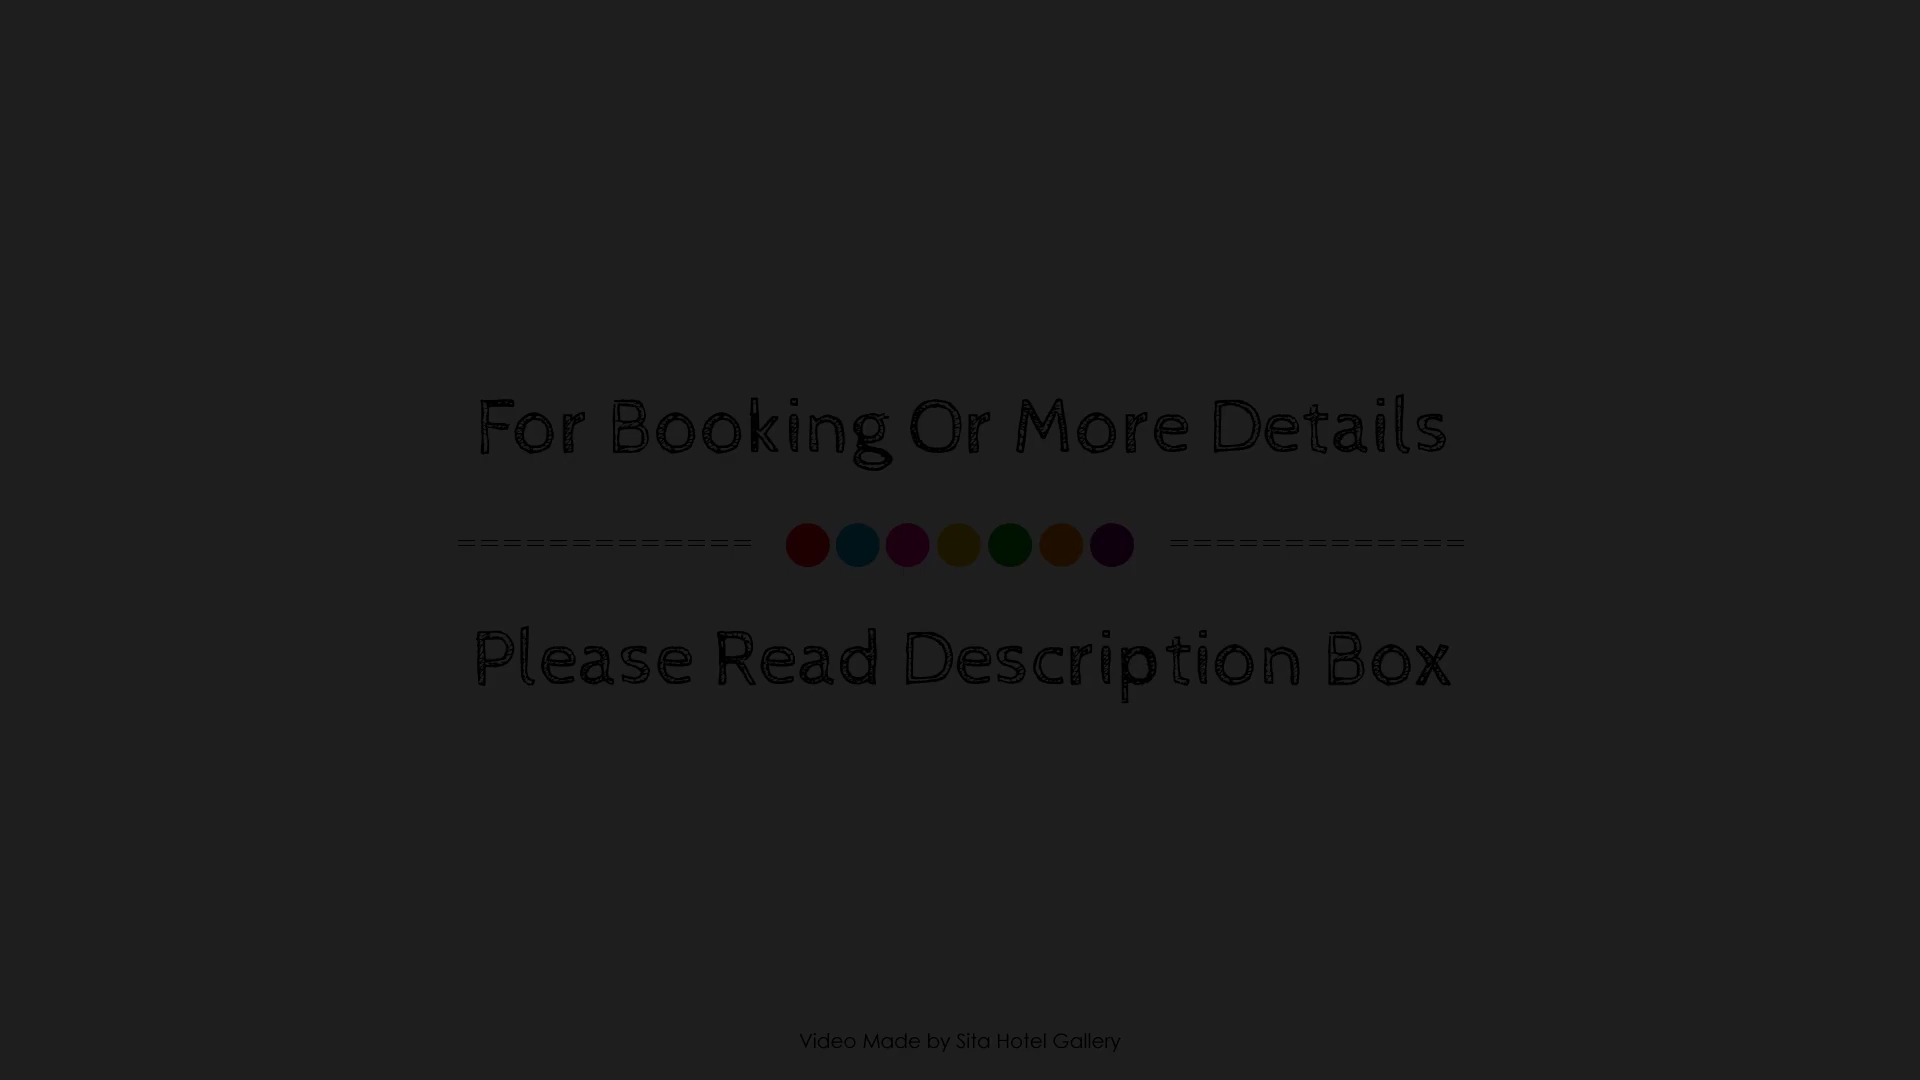 For Booking Or More Details
============= =============
Please Read Description Box
Video Made by Sita Hotel Gallery